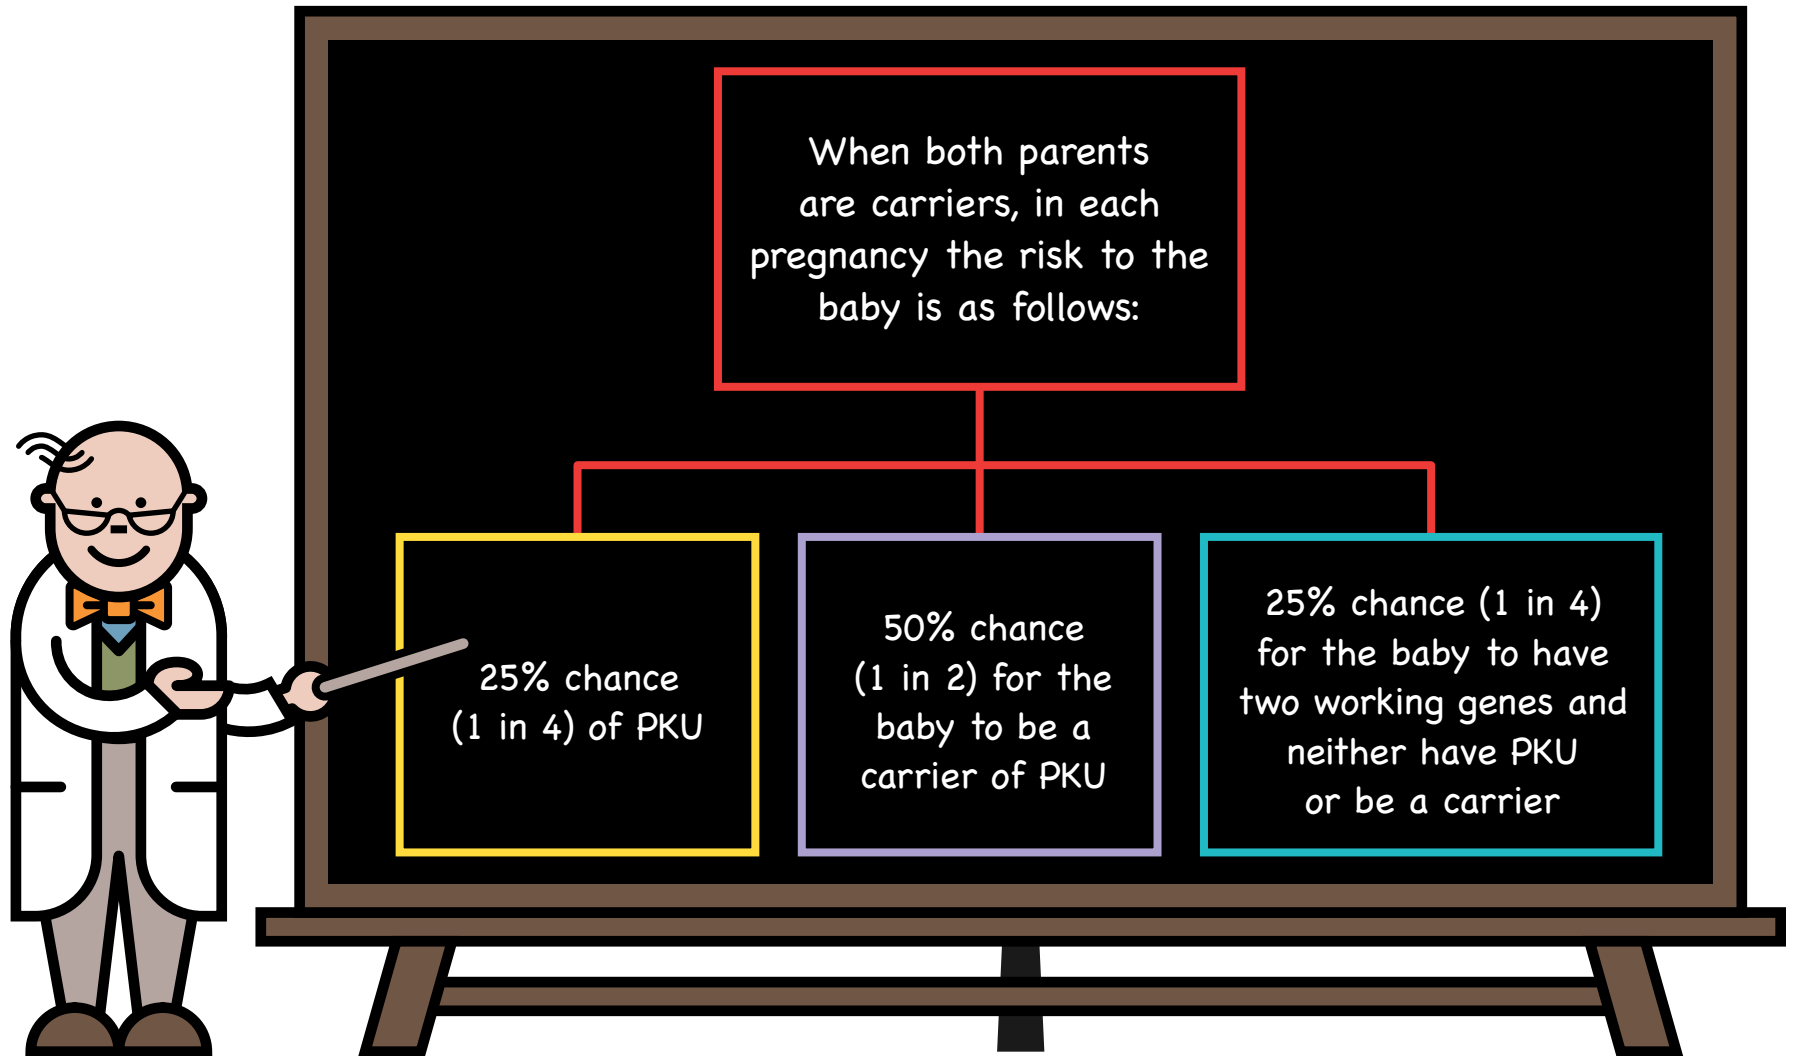 When both parents
are carriers, in each
pregnancy the risk to the
baby is as follows:
25% chance
(1 in 4) of PKU
50% chance
(1 in 2) for the
baby to be a
carrier of PKU
25% chance (1 in 4)
for the baby to have
two working genes and
neither have PKU
or be a carrier